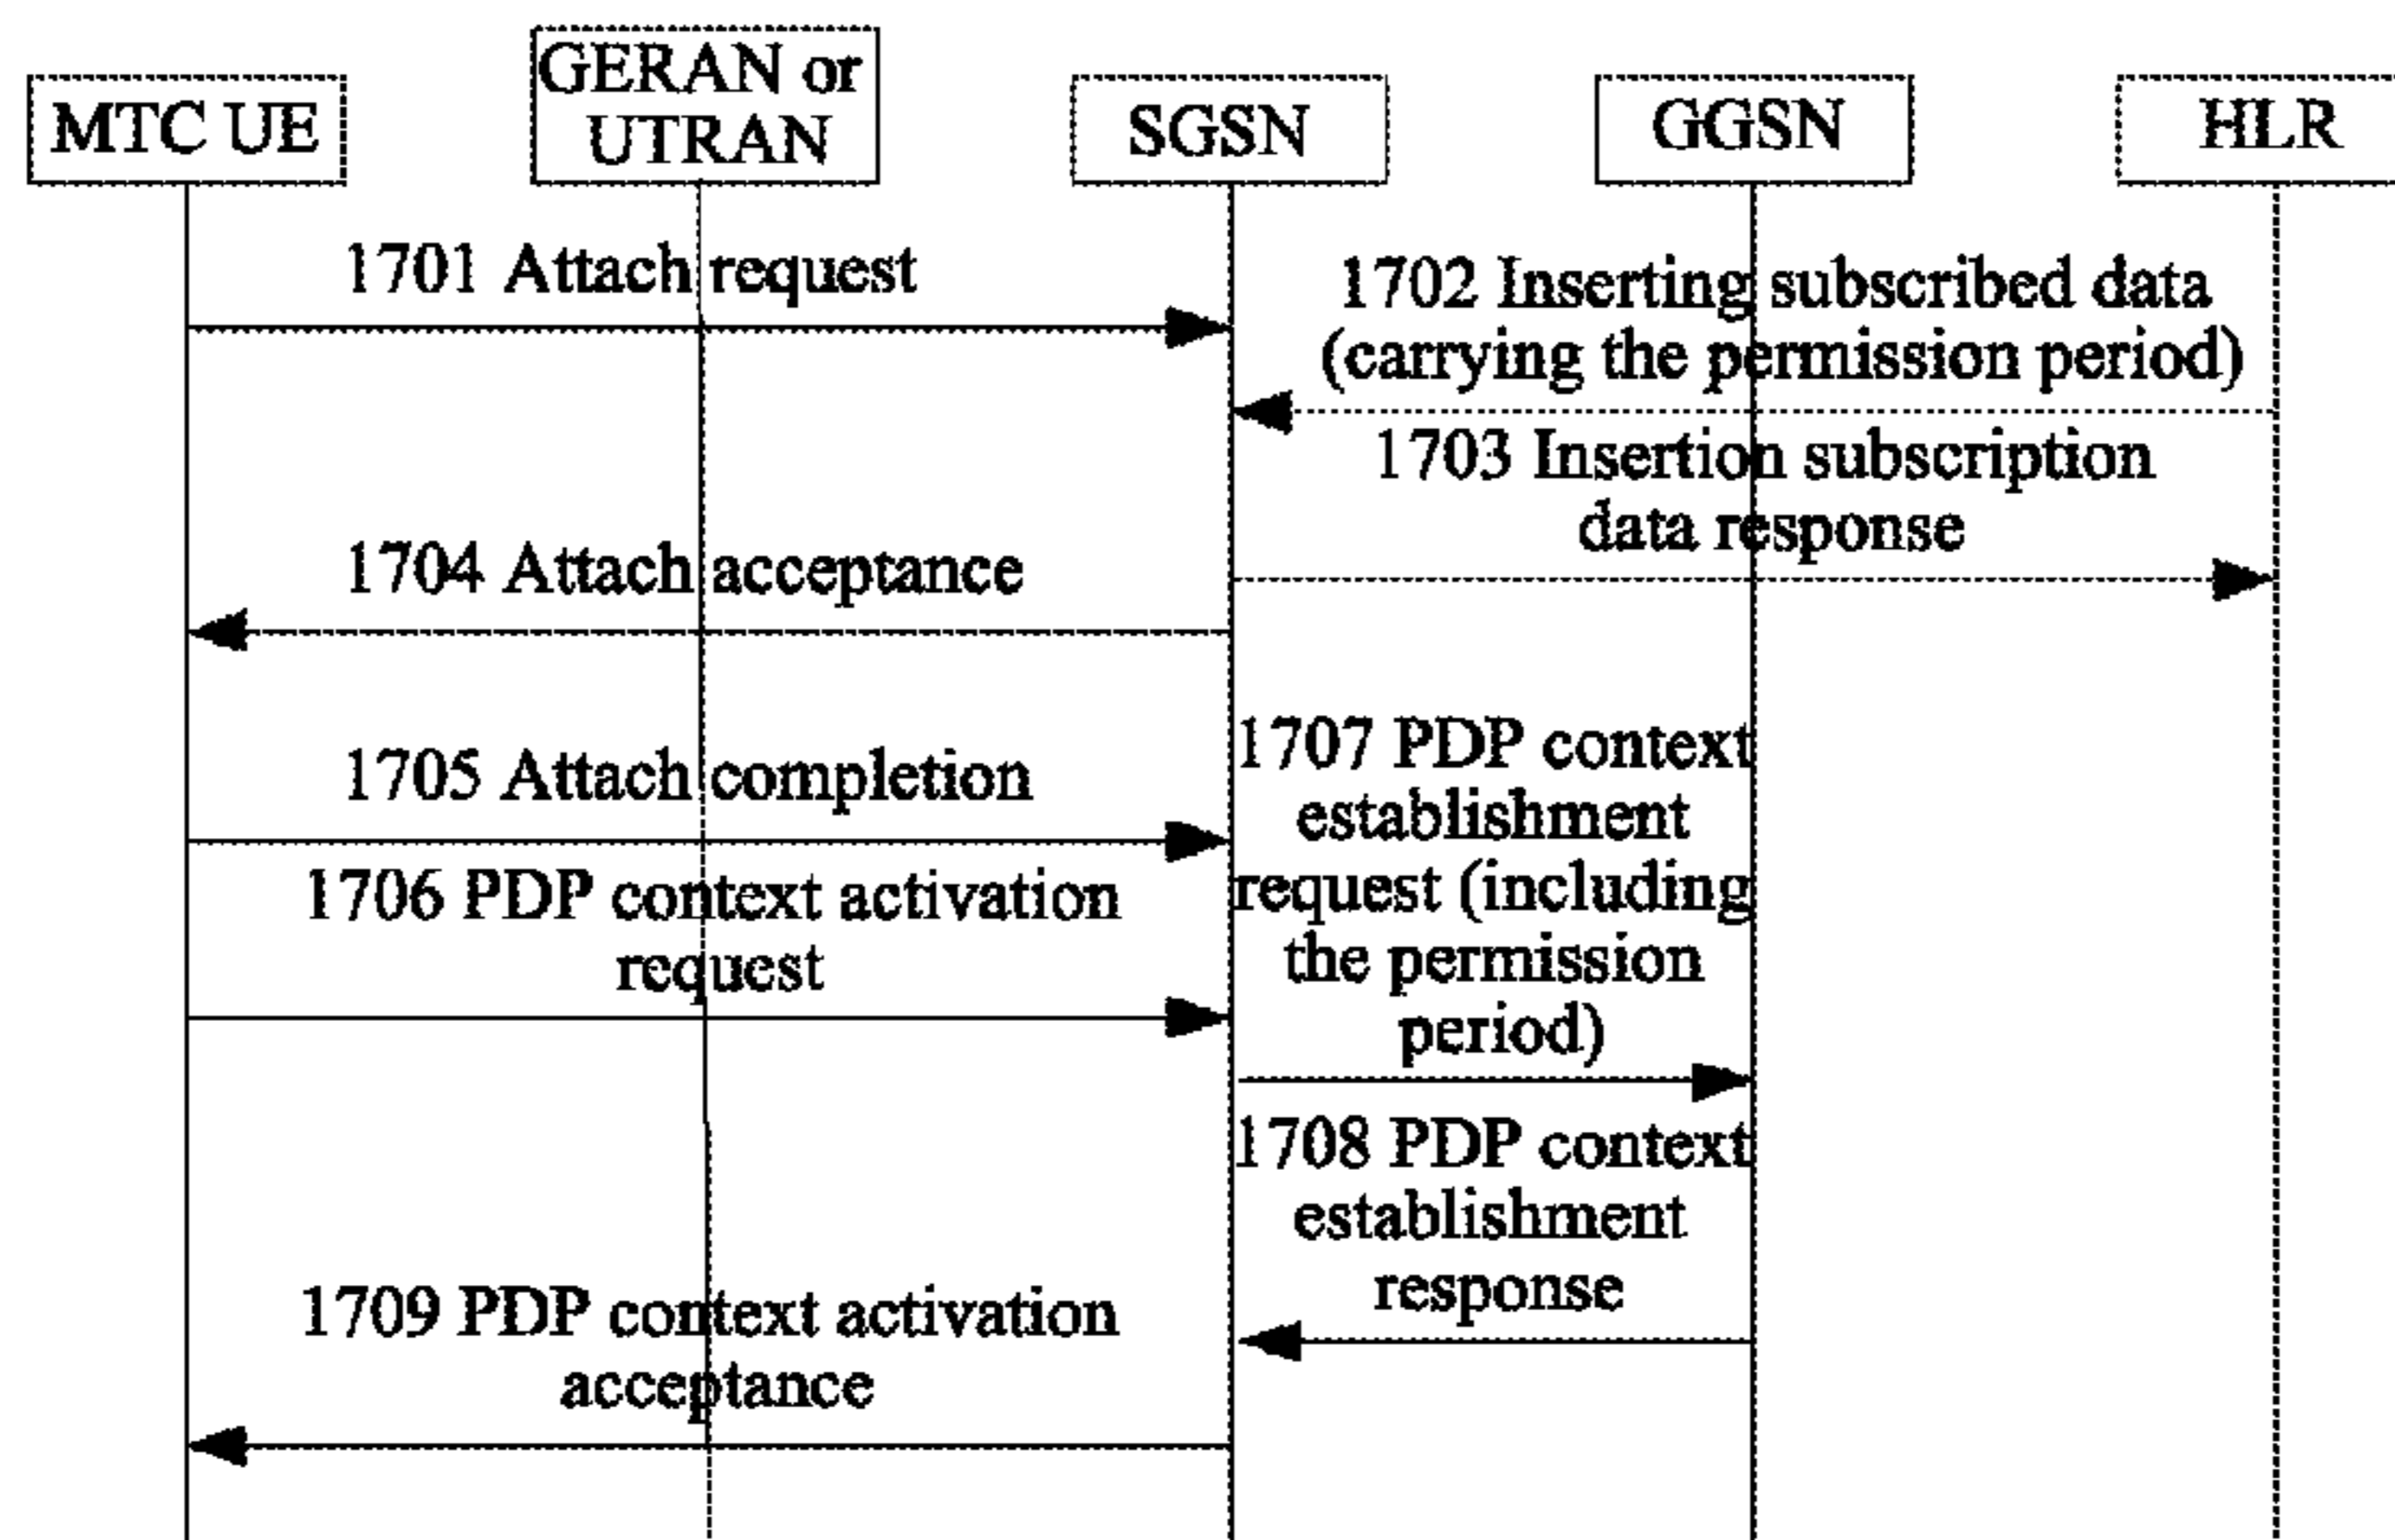 MTC UE
GERAN or
UTRAN
SGSN
GGSN
HLR
1701 Attach request
1702 Inserting subscribed data
(carrying the permission period)
1703 Insertion subscription
data response
1704 Attach acceptance
1705 Attach completion
1706 PDP context activation
request
1707 PDP context
establishment
request (including
the permission
period)
1708 PDP context
establishment
response
1709 PDP context activation
acceptance